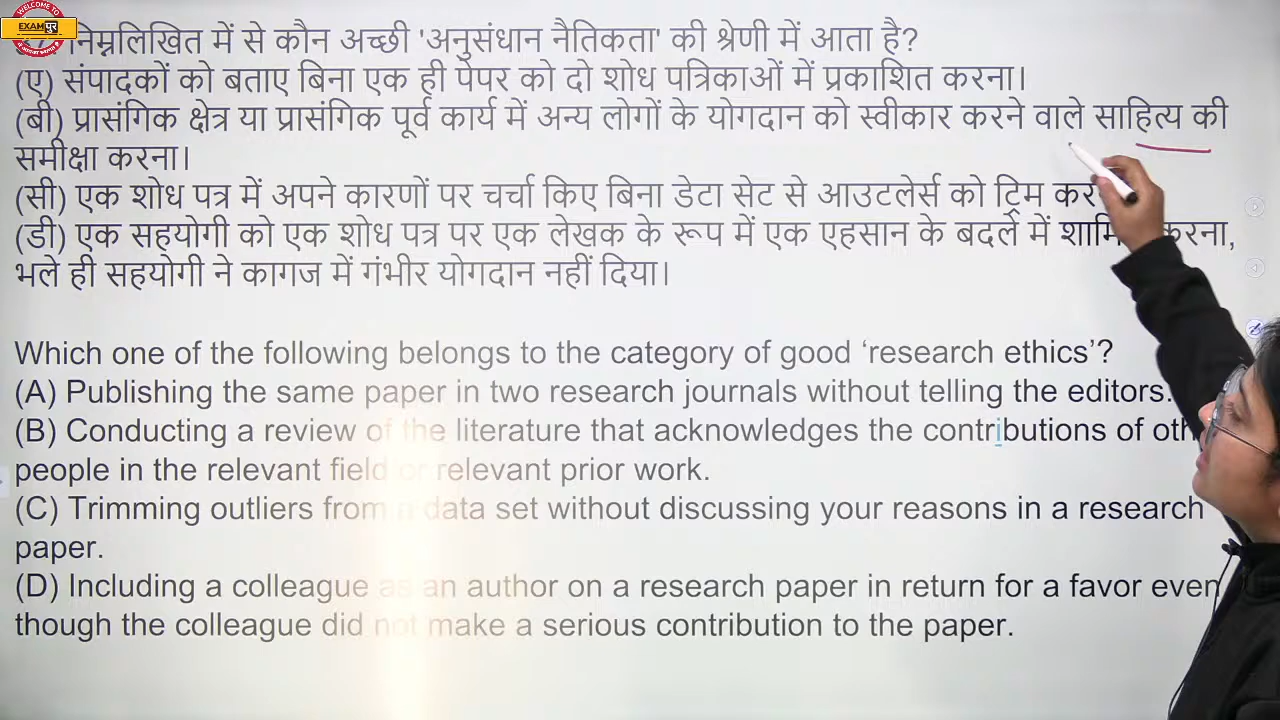 WELCOME TO
EXAMपुर
निम्नलिखित में से कौन अच्छी 'अनुसंधान नैतिकता' की श्रेणी में आता है?
(ए) संपादकों को बताए बिना एक ही पेपर को दो शोध पत्रिकाओं में प्रकाशित करना।
(बी) प्रासंगिक क्षेत्र या प्रासंगिक पूर्व कार्य में अन्य लोगों के योगदान को स्वीकार करने वाले साहित्य की
समीक्षा करना।
(सी) एक शोध पत्र में अपने कारणों पर चर्चा किए बिना डेटा सेट से आउटलेर्स को ट्रिम
(डी) एक सहयोगी को एक शोध पत्र पर एक लेखक के रूप में एक एहसान के बदले में करना,
भले ही सहयोगी ने कागज में गंभीर योगदान नहीं दिया।
Which one of the following belongs to the category of good ‘research ethics’?
(A) Publishing the same paper in two research journals without telling the editors.
(B) Conducting a review of the literature that acknowledges the contributions of
people in the relevant field or relevant prior work.
(C) Trimming outliers from a data set without discussing your reasons in a research
paper.
(D) Including a colleague as an author on a research paper in return for a favor even
though the colleague did not make a serious contribution to the paper.